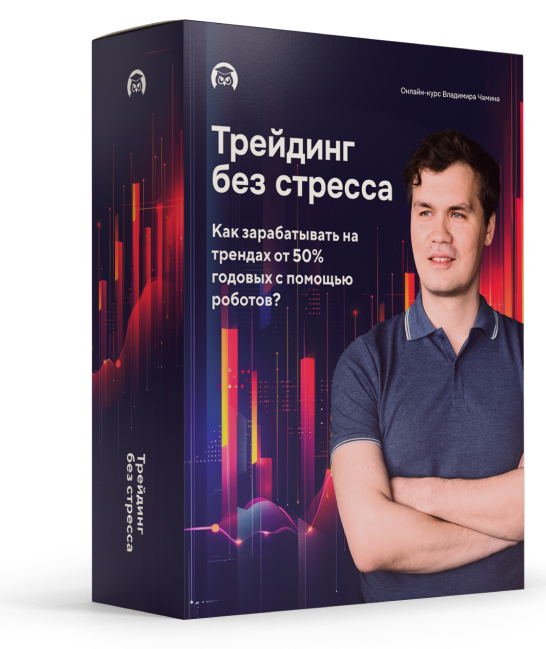 Онлайн-курс Владимира Чамина
Трейдинг
без стресса
Как зарабатывать на
трендах от 50%
годовых с помощью
роботов?
Трейдинг
без стресса